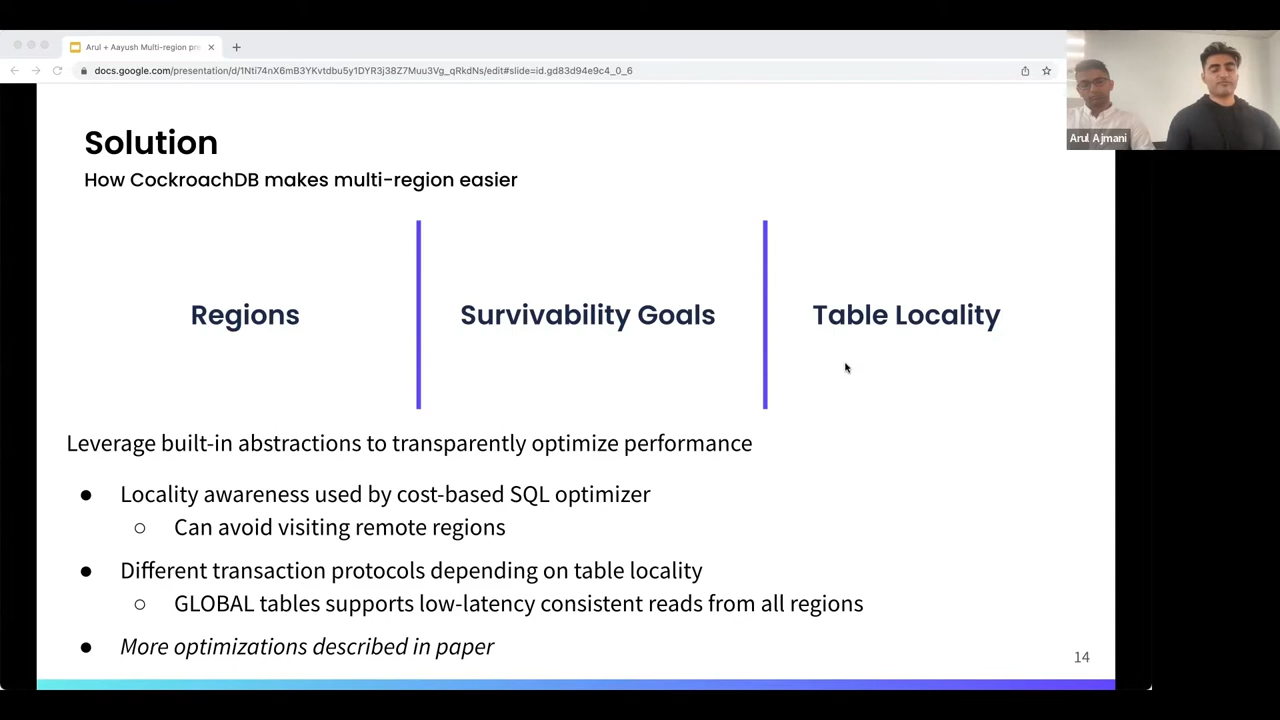 Arul + Aayush Multi-region pre
docs.google.com/presentation/d/1Nti74nX6mB3YKvtdbu5y1DYR3j38Z7Muu3Vg_qRkdNs/edit#slide=id.gd83d94e9c4_0_6
Arul Ajmani
Solution
How CockroachDB makes multi-region easier
Regions
Survivability Goals
Table Locality
Leverage built-in abstractions to transparently optimize performance
● Locality awareness used by cost-based SQL optimizer
○ Can avoid visiting remote regions
● Different transaction protocols depending on table locality
○ GLOBAL tables supports low-latency consistent reads from all regions
● More optimizations described in paper
14